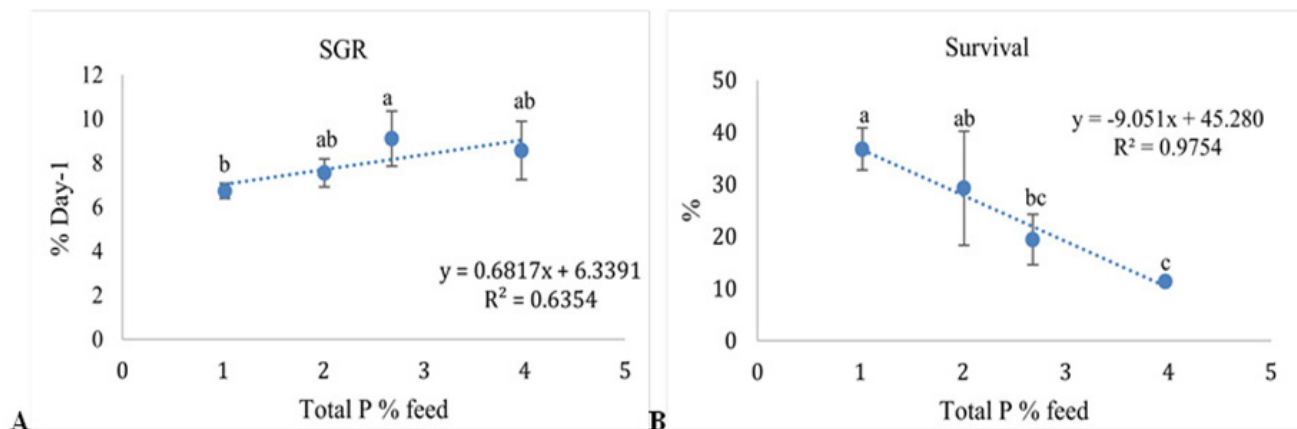 SGR
12
10
8
6
4
2
0
% Day-1
b
ab
a
ab
y = 0.6817x + 6.3391
R² = 0.6354
0 1 2 3 4 5
Total P % feed
A
Survival
50
40
30
20
10
0
%
a
ab
bc
c
y = -9.051x + 45.280
R² = 0.9754
0 1 2 3 4 5
Total P % feed
B